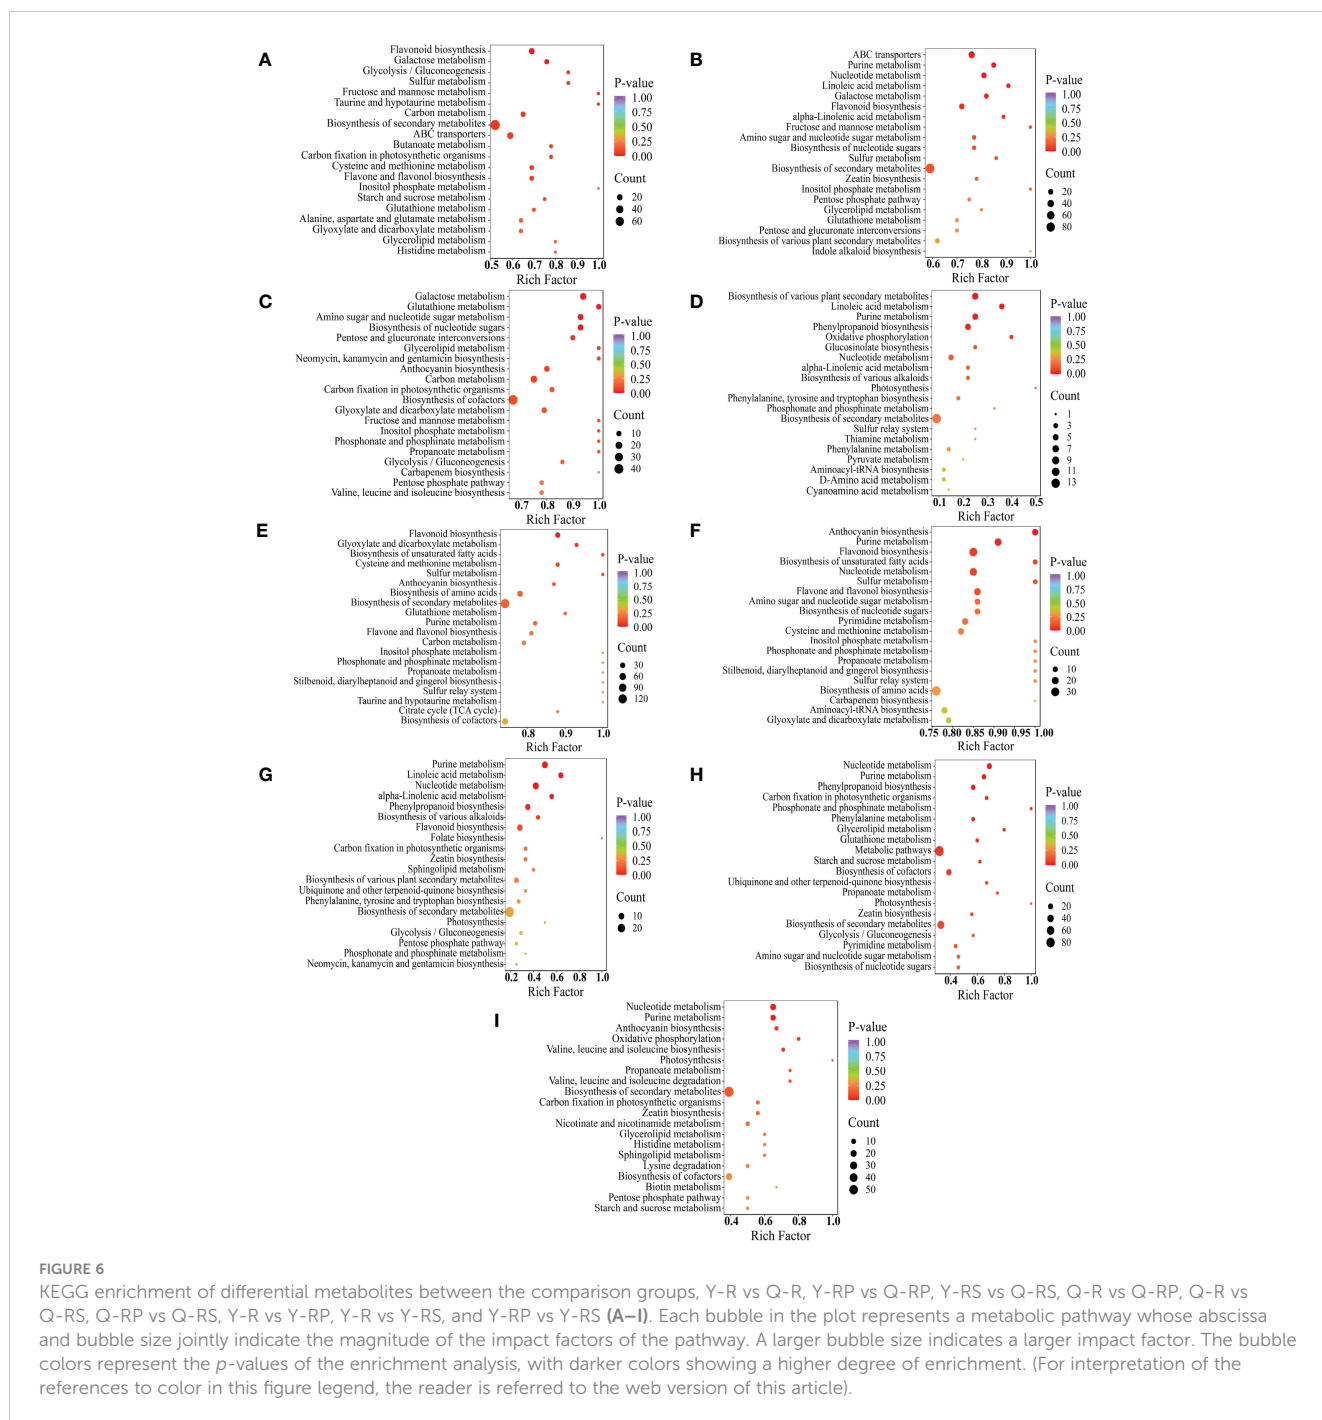 A
Flavonoid biosynthesis
Galactose metabolism
Glycolysis / Gluconeogenesis
Sulfur metabolism
Fructose and mannose metabolism
Taurine and hypotaurine metabolism
Carbon metabolism
Biosynthesis of secondary metabolites
ABC transporters
Butanoate metabolism
Carbon fixation in photosynthetic organisms
Cysteine and methionine metabolism
Flavone and flavonol biosynthesis
Inositol phosphate metabolism
Starch and sucrose metabolism
Glutathione metabolism
Alanine, aspartate and glutamate metabolism
Glyoxylate and dicarboxylate metabolism
Glycerolipid metabolism
Histidine metabolism
0.5 0.6 0.7 0.8 0.9 1.0
Rich Factor
P-value
1.00
0.75
0.50
0.25
0.00
Count
20
40
60
B
ABC transporters
Purine metabolism
Nucleotide metabolism
Linoleic acid metabolism
Galactose metabolism
Flavonoid biosynthesis
alpha-Linolenic acid metabolism
Fructose and mannose metabolism
Amino sugar and nucleotide sugar metabolism
Biosynthesis of nucleotide sugars
Sulfur metabolism
Biosynthesis of secondary metabolites
Zeatin biosynthesis
Inositol phosphate metabolism
Pentose phosphate pathway
Glycerolipid metabolism
Glutathione metabolism
Pentose and glucuronate interconversions
Biosynthesis of various plant secondary metabolites
Indole alkaloid biosynthesis
0.6 0.7 0.8 0.9 1.0
Rich Factor
P-value
1.00
0.75
0.50
0.25
0.00
Count
20
40
60
80
C
Galactose metabolism
Glutathione metabolism
Amino sugar and nucleotide sugar metabolism
Biosynthesis of nucleotide sugars
Pentose and glucuronate interconversions
Glycerolipid metabolism
Neomycin, kanamycin and gentamicin biosynthesis
Anthocyanin biosynthesis
Carbon metabolism
Carbon fixation in photosynthetic organisms
Biosynthesis of cofactors
Glyoxylate and dicarboxylate metabolism
Fructose and mannose metabolism
Inositol phosphate metabolism
Phosphonate and phosphinate metabolism
Propanoate metabolism
Glycolysis / Gluconeogenesis
Carbapenem biosynthesis
Pentose phosphate pathway
Valine, leucine and isoleucine biosynthesis
0.7 0.8 0.9 1.0
Rich Factor
P-value
1.00
0.75
0.50
0.25
0.00
Count
10
20
30
40
D
Biosynthesis of various plant secondary metabolites
Linoleic acid metabolism
Purine metabolism
Phenylpropanoid biosynthesis
Oxidative phosphorylation
Glucosinolate biosynthesis
Nucleotide metabolism
alpha-Linolenic acid metabolism
Biosynthesis of various alkaloids
Photosynthesis
Phenylalanine, tyrosine and tryptophan biosynthesis
Phosphonate and phosphinate metabolism
Biosynthesis of secondary metabolites
Sulfur relay system
Thiamine metabolism
Phenylalanine metabolism
Pyruvate metabolism
Aminoacyl-tRNA biosynthesis
D-Amino acid metabolism
Cyanoamino acid metabolism
0.1 0.2 0.3 0.4 0.5
Rich Factor
P-value
1.00
0.75
0.50
0.25
0.00
Count
1
3
5
7
9
11
13
E
Flavonoid biosynthesis
Glyoxylate and dicarboxylate metabolism
Biosynthesis of unsaturated fatty acids
Cysteine and methionine metabolism
Sulfur metabolism
Anthocyanin biosynthesis
Biosynthesis of amino acids
Biosynthesis of secondary metabolites
Glutathione metabolism
Purine metabolism
Flavone and flavonol biosynthesis
Carbon metabolism
Inositol phosphate metabolism
Phosphonate and phosphinate metabolism
Propanoate metabolism
Stilbenoid, diarylheptanoid and gingerol biosynthesis
Sulfur relay system
Taurine and hypotaurine metabolism
Citrate cycle (TCA cycle)
Biosynthesis of cofactors
0.8 0.9 1.0
Rich Factor
P-value
1.00
0.75
0.50
0.25
0.00
Count
30
60
90
120
F
Anthocyanin biosynthesis
Purine metabolism
Flavonoid biosynthesis
Biosynthesis of unsaturated fatty acids
Nucleotide metabolism
Sulfur metabolism
Flavone and flavonol biosynthesis
Amino sugar and nucleotide sugar metabolism
Biosynthesis of nucleotide sugars
Pyrimidine metabolism
Cysteine and methionine metabolism
Inositol phosphate metabolism
Phosphonate and phosphinate metabolism
Propanoate metabolism
Stilbenoid, diarylheptanoid and gingerol biosynthesis
Sulfur relay system
Biosynthesis of amino acids
Carbapenem biosynthesis
Aminoacyl-tRNA biosynthesis
Glyoxylate and dicarboxylate metabolism
0.75 0.80 0.85 0.90 0.95 1.00
Rich Factor
P-value
1.00
0.75
0.50
0.25
0.00
Count
10
20
30
G
Purine metabolism
Linoleic acid metabolism
Nucleotide metabolism
alpha-Linolenic acid metabolism
Phenylpropanoid biosynthesis
Biosynthesis of various alkaloids
Flavonoid biosynthesis
Folate biosynthesis
Carbon fixation in photosynthetic organisms
Zeatin biosynthesis
Sphingolipid metabolism
Biosynthesis of various plant secondary metabolites
Ubiquinone and other terpenoid-quinone biosynthesis
Phenylalanine, tyrosine and tryptophan biosynthesis
Biosynthesis of secondary metabolites
Photosynthesis
Glycolysis / Gluconeogenesis
Pentose phosphate pathway
Phosphonate and phosphinate metabolism
Neomycin, kanamycin and gentamicin biosynthesis
0.2 0.4 0.6 0.8 1.0
Rich Factor
P-value
1.00
0.75
0.50
0.25
0.00
Count
10
20
H
Nucleotide metabolism
Purine metabolism
Phenylpropanoid biosynthesis
Carbon fixation in photosynthetic organisms
Phosphonate and phosphinate metabolism
Phenylalanine metabolism
Glycerolipid metabolism
Glutathione metabolism
Metabolic pathways
Starch and sucrose metabolism
Biosynthesis of cofactors
Ubiquinone and other terpenoid-quinone biosynthesis
Propanoate metabolism
Photosynthesis
Zeatin biosynthesis
Biosynthesis of secondary metabolites
Glycolysis / Gluconeogenesis
Pyrimidine metabolism
Amino sugar and nucleotide sugar metabolism
Biosynthesis of nucleotide sugars
0.4 0.6 0.8 1.0
Rich Factor
P-value
1.00
0.75
0.50
0.25
0.00
Count
20
40
60
80
I
Nucleotide metabolism
Purine metabolism
Anthocyanin biosynthesis
Oxidative phosphorylation
Valine, leucine and isoleucine biosynthesis
Photosynthesis
Propanoate metabolism
Valine, leucine and isoleucine degradation
Biosynthesis of secondary metabolites
Carbon fixation in photosynthetic organisms
Zeatin biosynthesis
Nicotinate and nicotinamide metabolism
Glycerolipid metabolism
Histidine metabolism
Sphingolipid metabolism
Lysine degradation
Biosynthesis of cofactors
Biotin metabolism
Pentose phosphate pathway
Starch and sucrose metabolism
0.4 0.6 0.8 1.0
Rich Factor
P-value
1.00
0.75
0.50
0.25
0.00
Count
10
20
30
40
50
FIGURE 6
KEGG enrichment of differential metabolites between the comparison groups, Y-R vs Q-R, Y-RP vs Q-RP, Y-RS vs Q-RS, Q-R vs Q-RP, Q-R vs
Q-RS, Q-RP vs Q-RS, Y-R vs Y-RP, Y-R vs Y-RS, and Y-RP vs Y-RS (A–I). Each bubble in the plot represents a metabolic pathway whose abscissa
and bubble size jointly indicate the magnitude of the impact factors of the pathway. A larger bubble size indicates a larger impact factor. The bubble
colors represent the p-values of the enrichment analysis, with darker colors showing a higher degree of enrichment. (For interpretation of the
references to color in this figure legend, the reader is referred to the web version of this article).